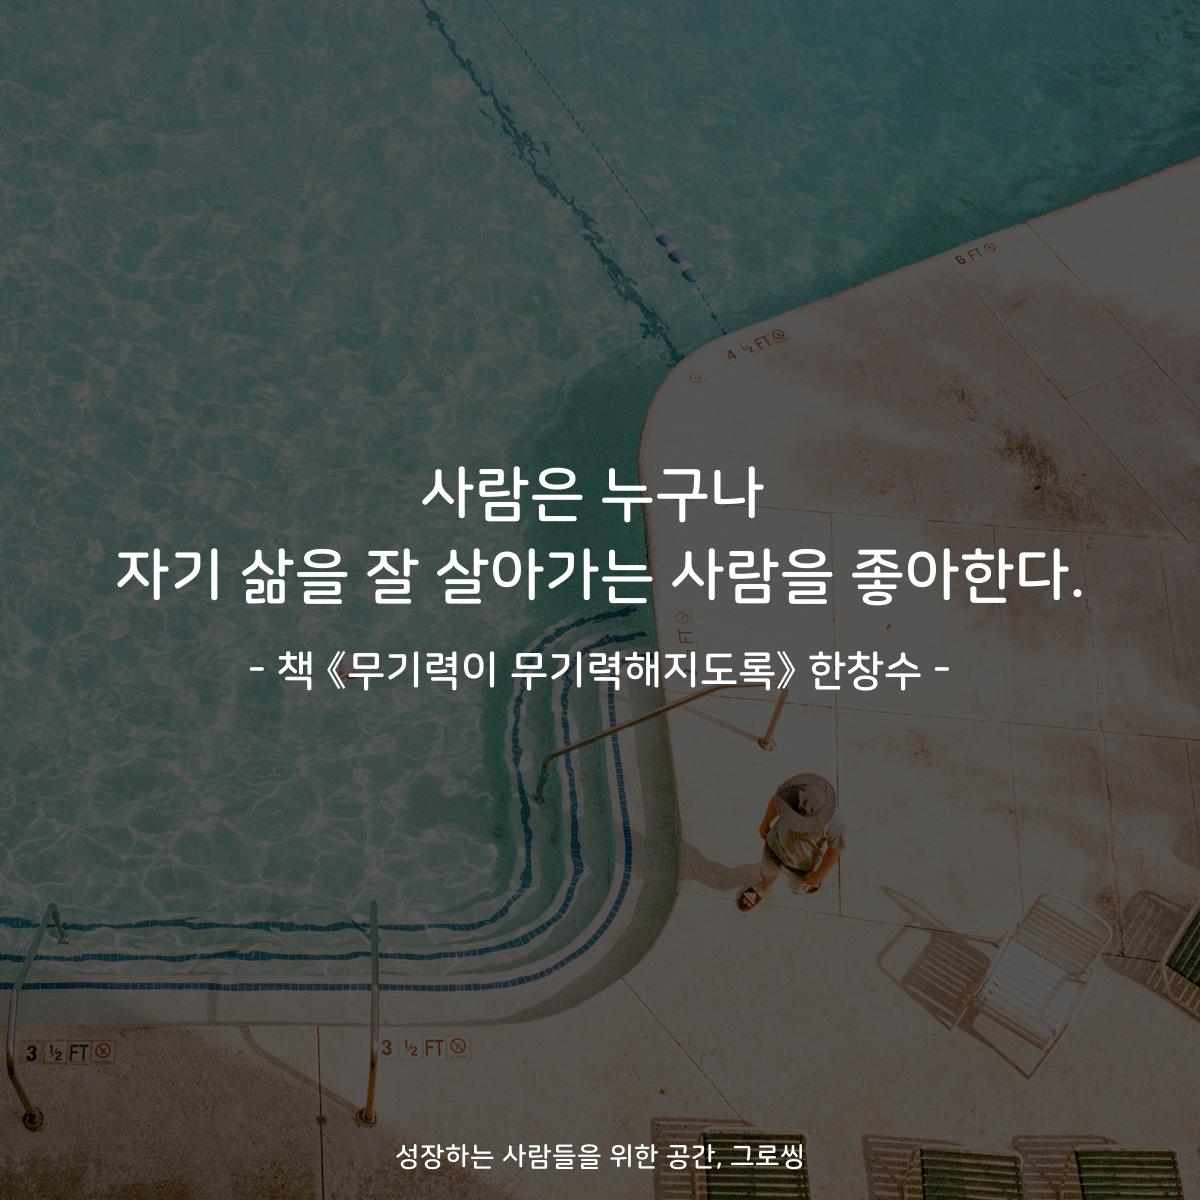 6 FT
4 ½ FT
사람은 누구나
자기 삶을 잘 살아가는 사람을 좋아한다.
FT
- 책 《무기력이 무기력해지도록》 한창수 -
3 ½ FT
3 ½ FT
성장하는 사람들을 위한 공간, 그로씽